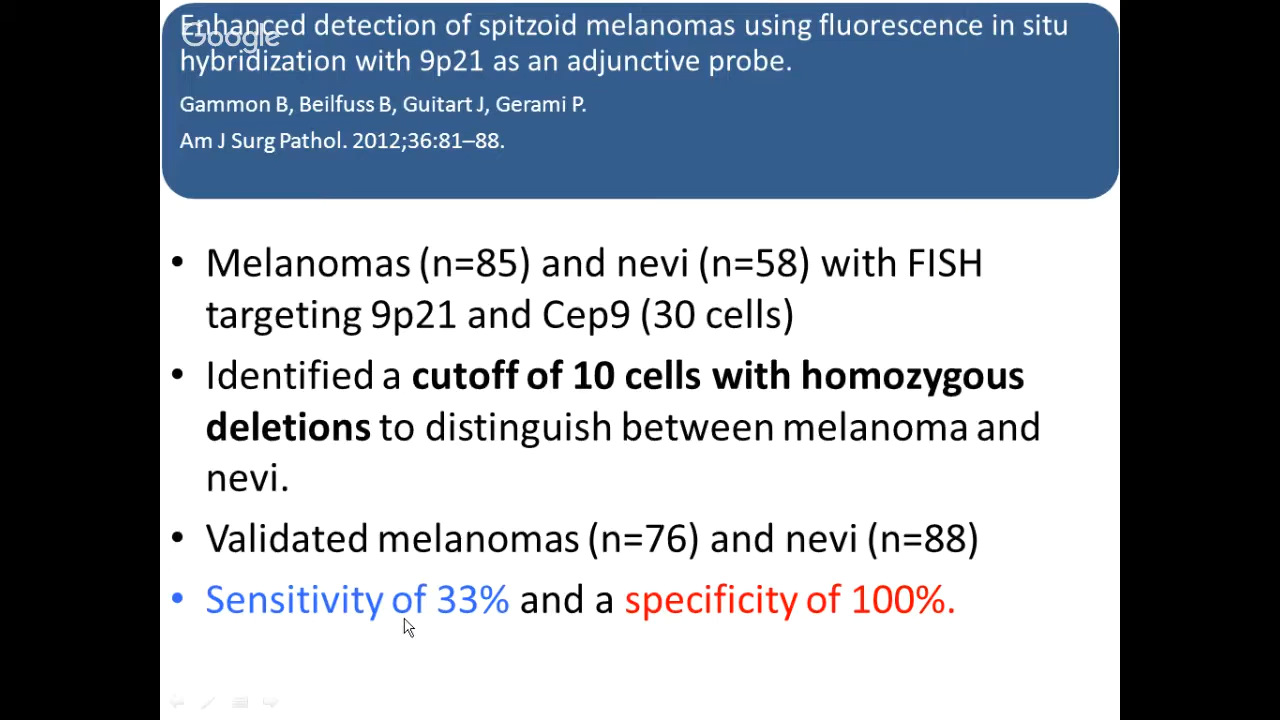 Google
Enhanced detection of spitzoid melanomas using fluorescence in situ
hybridization with 9p21 as an adjunctive probe.
Gammon B, Beilfuss B, Guitart J, Gerami P.
Am J Surg Pathol. 2012;36:81–88.
• Melanomas (n=85) and nevi (n=58) with FISH
targeting 9p21 and Cep9 (30 cells)
• Identified a cutoff of 10 cells with homozygous
deletions to distinguish between melanoma and
nevi.
• Validated melanomas (n=76) and nevi (n=88)
• Sensitivity of 33% and a specificity of 100%.